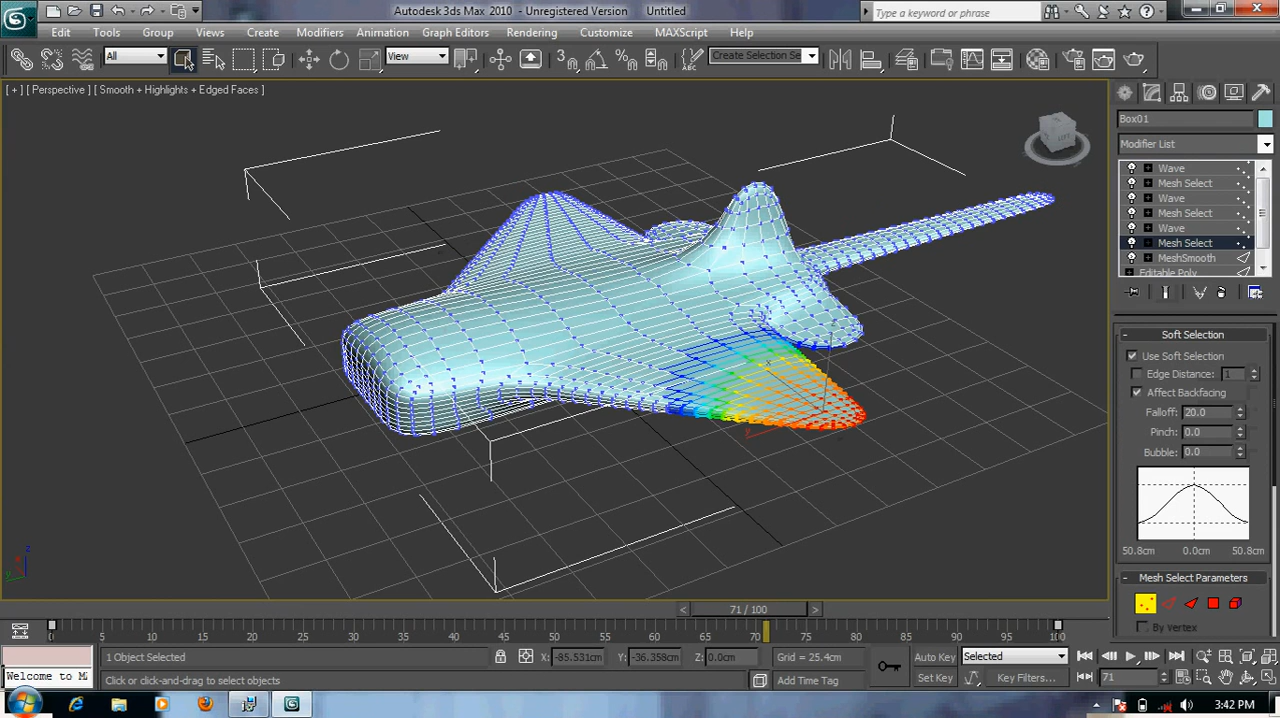 Autodesk 3ds Max 2010 - Unregistered Version Untitled
Type a keyword or phrase
Edit Tools Group Views Create Modifiers Animation Graph Editors Rendering Customize MAXScript Help
All View 3 Create Selection Se
[ + ] [ Perspective ] [ Smooth + Highlights + Edged Faces ]
LEFT
Box01
Modifier List
Wave
Mesh Select
Wave
Mesh Select
Wave
Mesh Select
MeshSmooth
Editable Poly
Soft Selection
Use Soft Selection
Edge Distance: 1
Affect Backfacing
Falloff: 20.0
Pinch: 0.0
Bubble: 0.0
50.8cm 0.0cm 50.8cm
Mesh Select Parameters
By Vertex
x
y
z
y
< 71 / 100 >
0 5 10 15 20 25 30 35 40 45 50 55 60 65 70 75 80 85 90 95 100
1 Object Selected X: -85.531cm Y: -36.358cm Z: 0.0cm Grid = 25.4cm Auto Key Selected
Welcome to M Click or click-and-drag to select objects Add Time Tag Set Key Key Filters... 71
3:42 PM